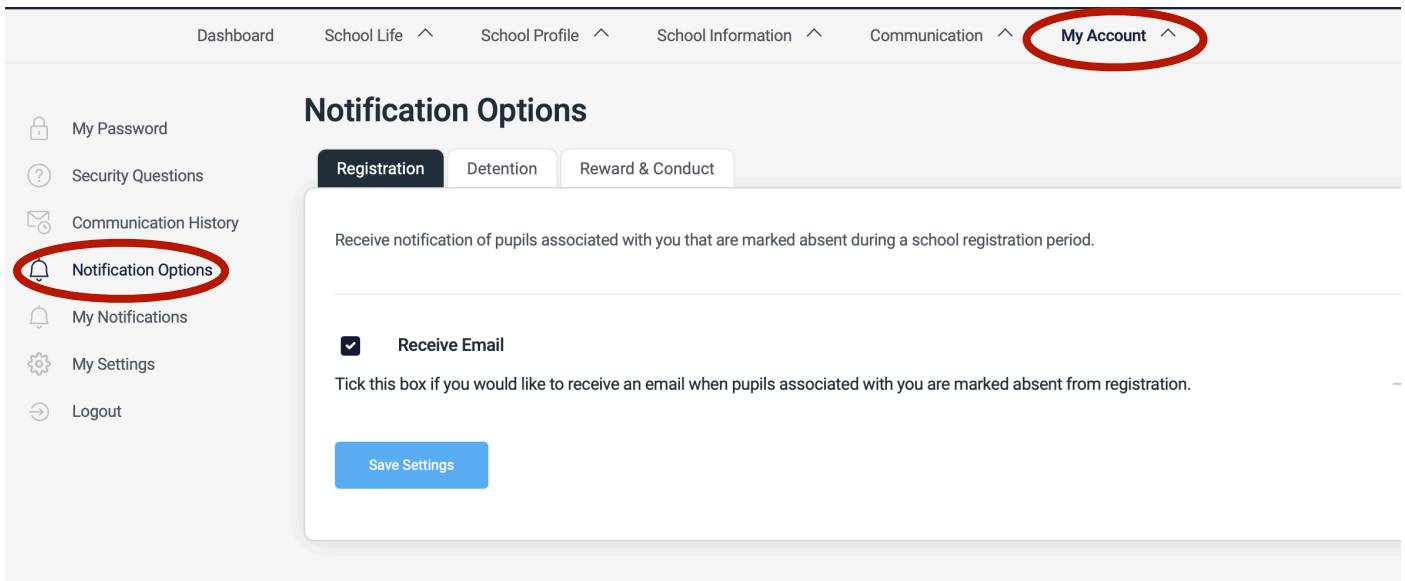 Dashboard School Life School Profile School Information Communication My Account
Notification Options
My Password
Security Questions
Communication History
Notification Options
My Notifications
My Settings
Logout
Registration Detention Reward & Conduct
Receive notification of pupils associated with you that are marked absent during a school registration period.
Receive Email
Tick this box if you would like to receive an email when pupils associated with you are marked absent from registration.
Save Settings